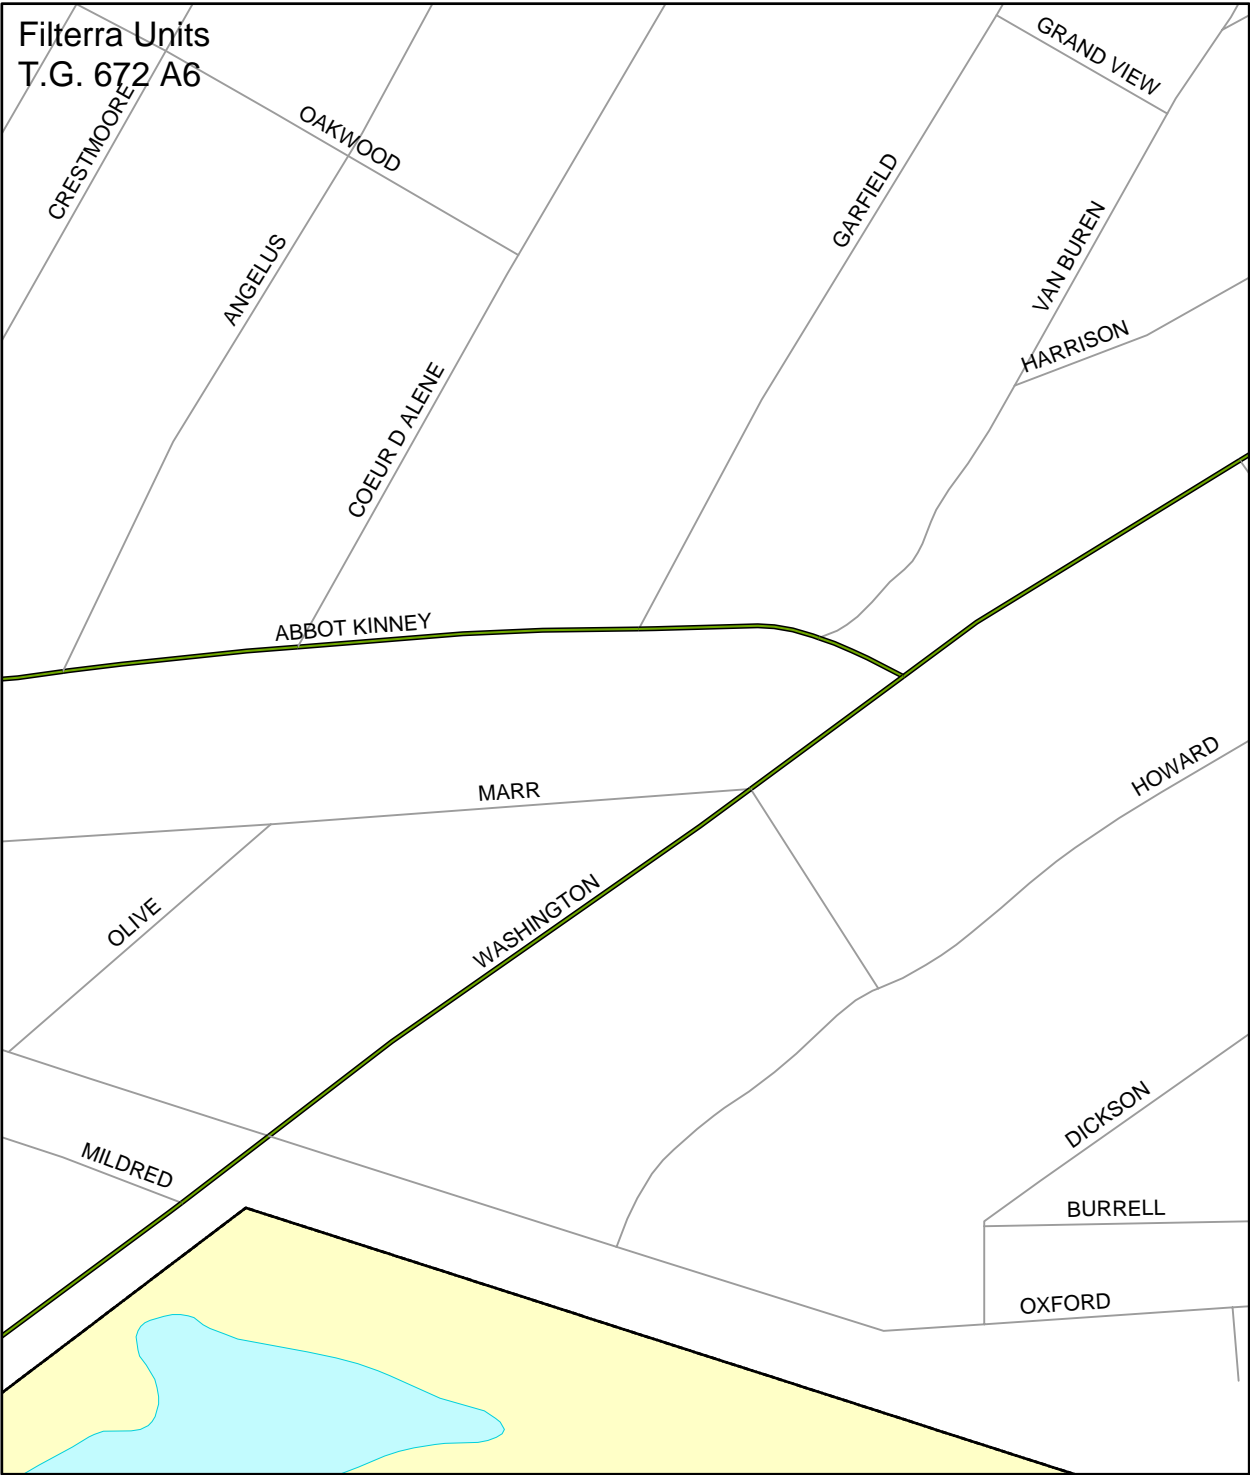 Filterra Units
T.G. 672 A6
GRAND VIEW
CRESTMOORE
OAKWOOD
GARFIELD
VAN BUREN
ANGELUS
HARRISON
COEUR D ALENE
ABBOT KINNEY
HOWARD
MARR
WASHINGTON
OLIVE
DICKSON
MILDRED
BURRELL
OXFORD